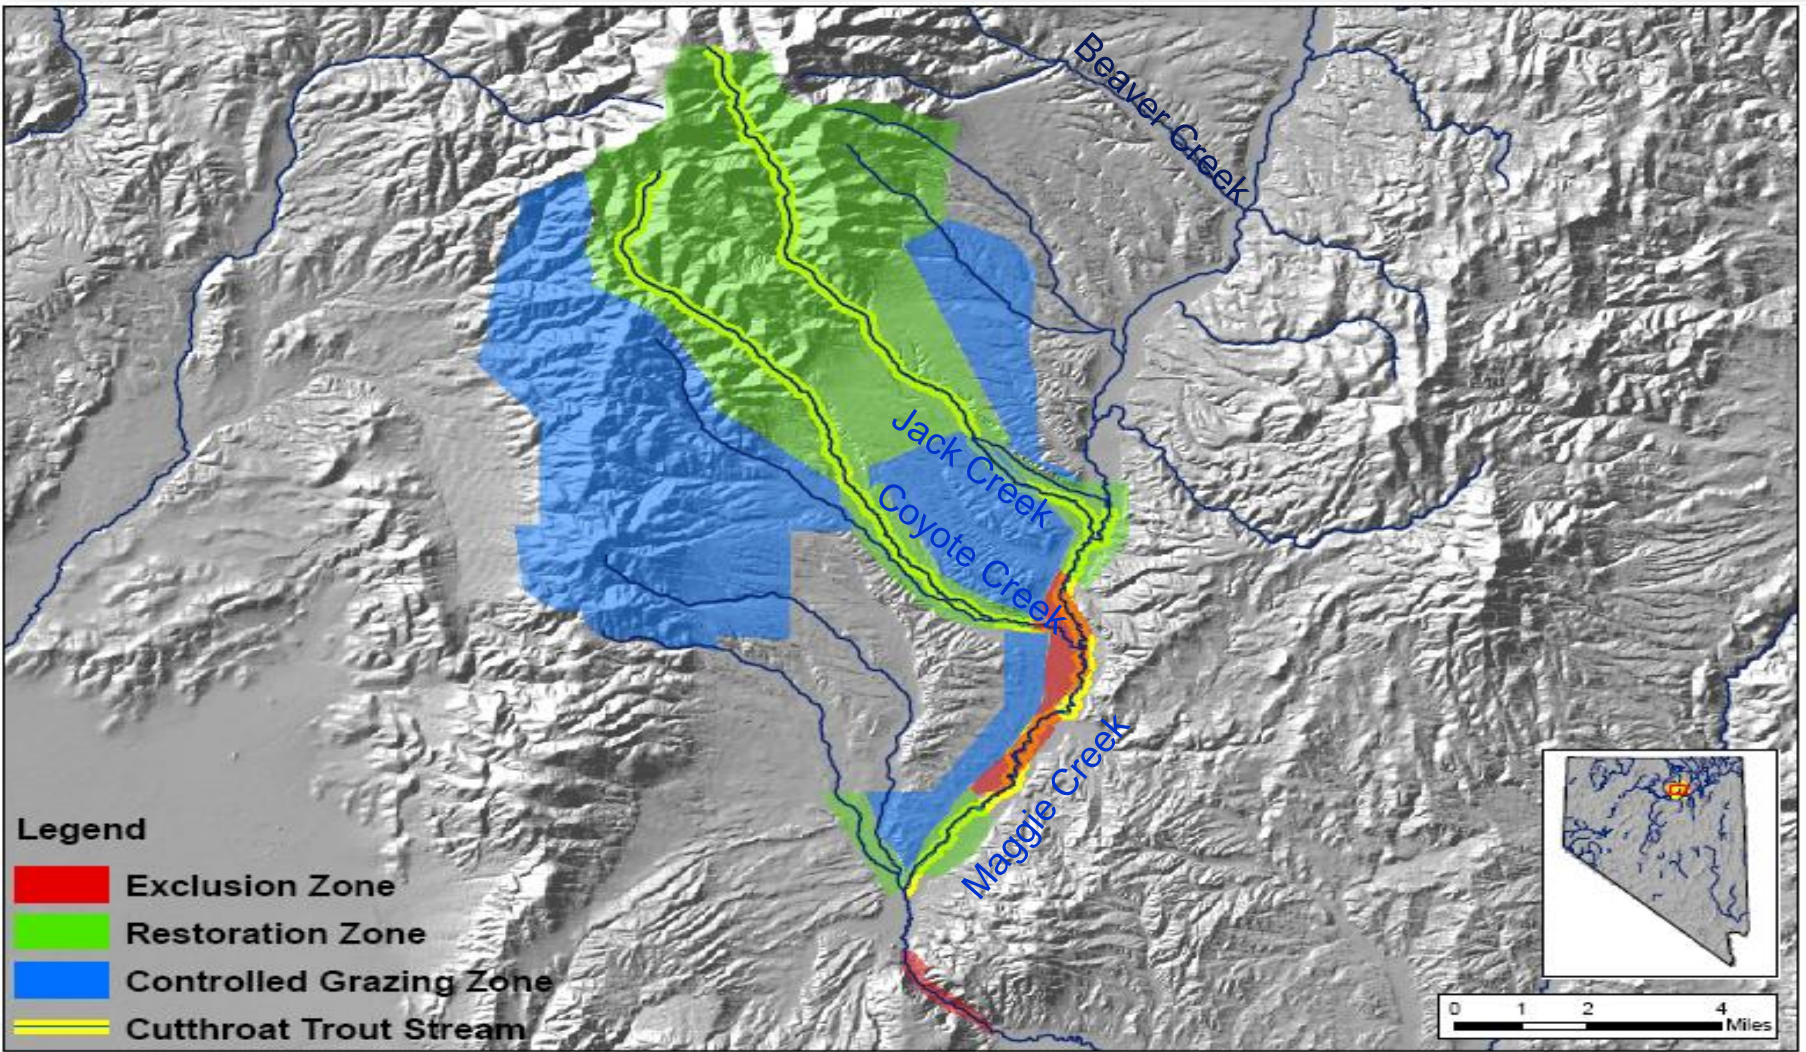 Beaver Creek
Jack Creek
Coyote Creek
Maggie Creek
Legend
Exclusion Zone
Restoration Zone
Controlled Grazing Zone
Cutthroat Trout Stream
0 1 2 4
Miles